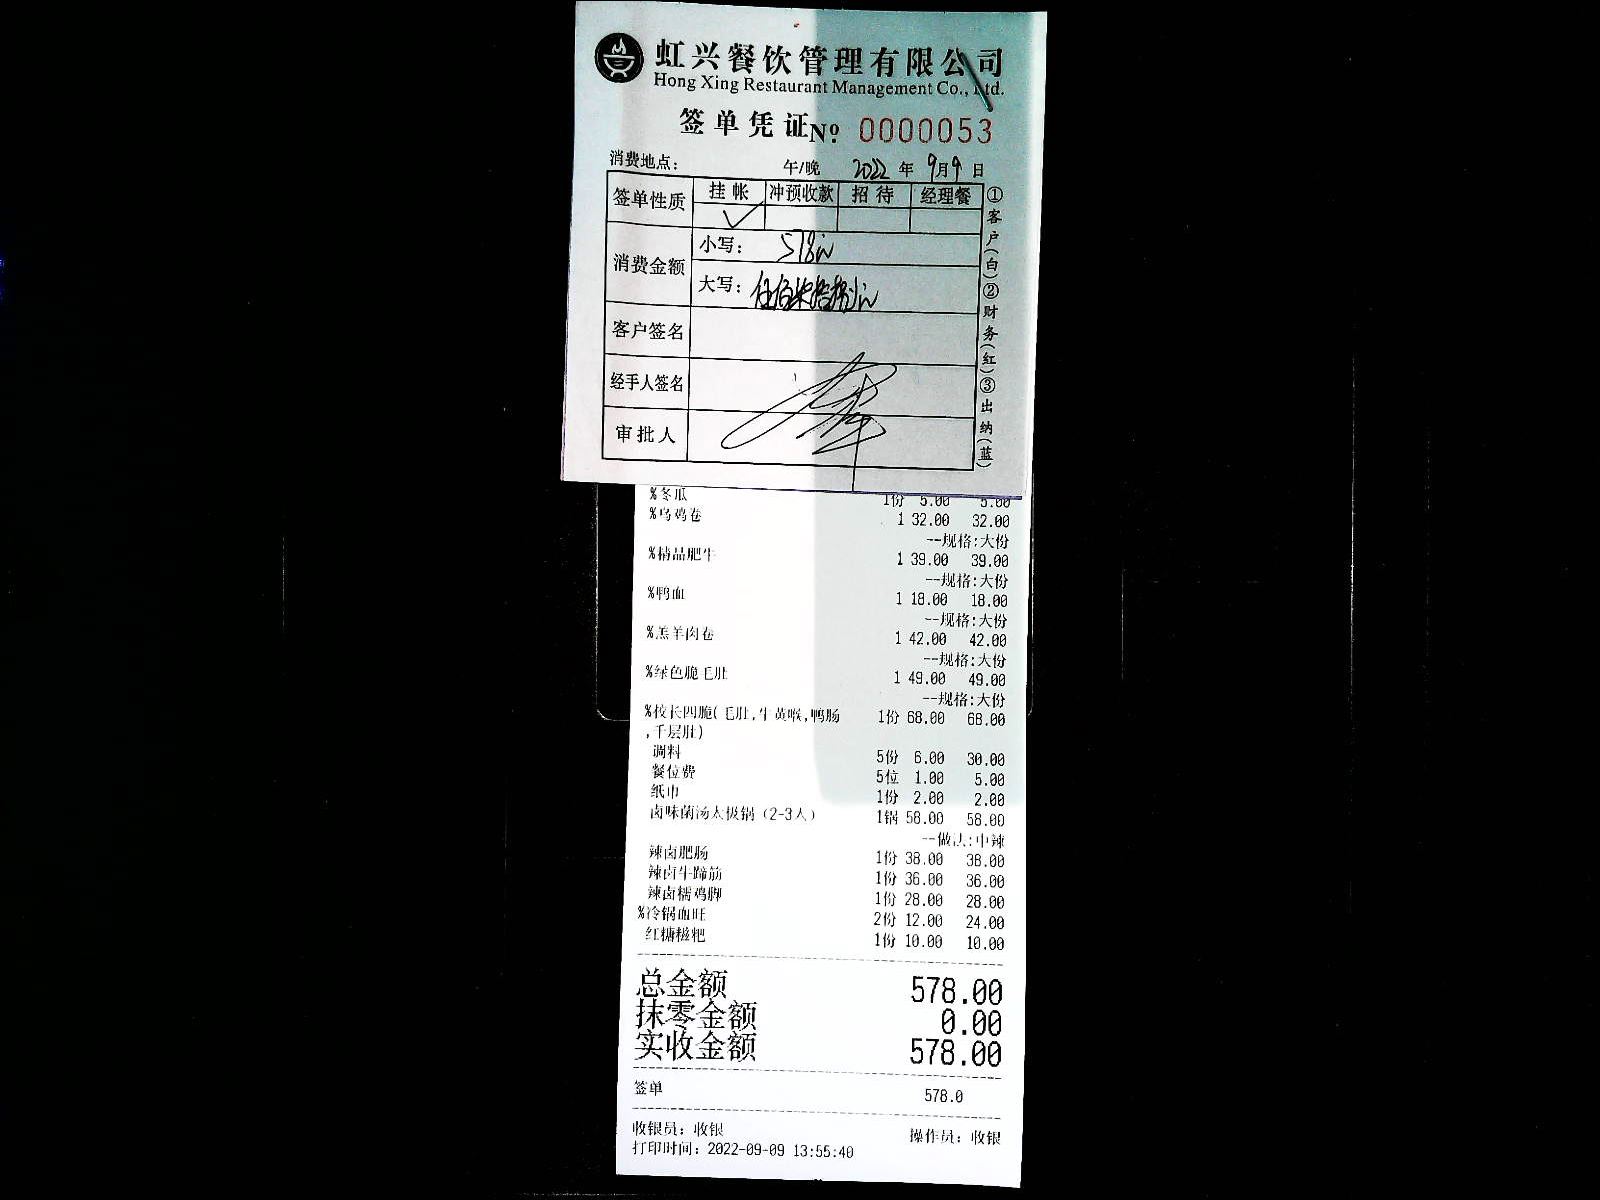 虹兴餐饮管理有限公司
Hong Xing Restaurant Management Co., Ltd.
签单凭证 Nº 0000053
消费地点： 午/晚 2022 年 9月9日
签单性质 挂帐 冲预收款 招待 经理餐
✓
消费金额 小写： 578元
大写： 伍佰柒拾捌元
客户签名
经手人签名
审批人
①客户(白)②财务(红)③出纳(蓝)
%冬瓜 1份 5.00 5.00
%乌鸡卷 1 32.00 32.00
--规格:大份
%精品肥牛 1 39.00 39.00
--规格:大份
%鸭血 1 18.00 18.00
--规格:大份
%羔羊肉卷 1 42.00 42.00
--规格:大份
%绿色脆毛肚 1 49.00 49.00
--规格:大份
%校长四脆(毛肚,牛黄喉,鸭肠 1份 68.00 68.00
,千层肚)
调料 5份 6.00 30.00
餐位费 5位 1.00 5.00
纸巾 1份 2.00 2.00
卤味菌汤太极锅（2-3人） 1锅 58.00 58.00
--做法:中辣
辣卤肥肠 1份 38.00 38.00
辣卤牛蹄筋 1份 36.00 36.00
辣卤糯鸡脚 1份 28.00 28.00
%冷锅血旺 2份 12.00 24.00
红糖糍粑 1份 10.00 10.00
总金额 578.00
抹零金额 0.00
实收金额 578.00
签单 578.0
收银员：收银 操作员：收银
打印时间：2022-09-09 13:55:40